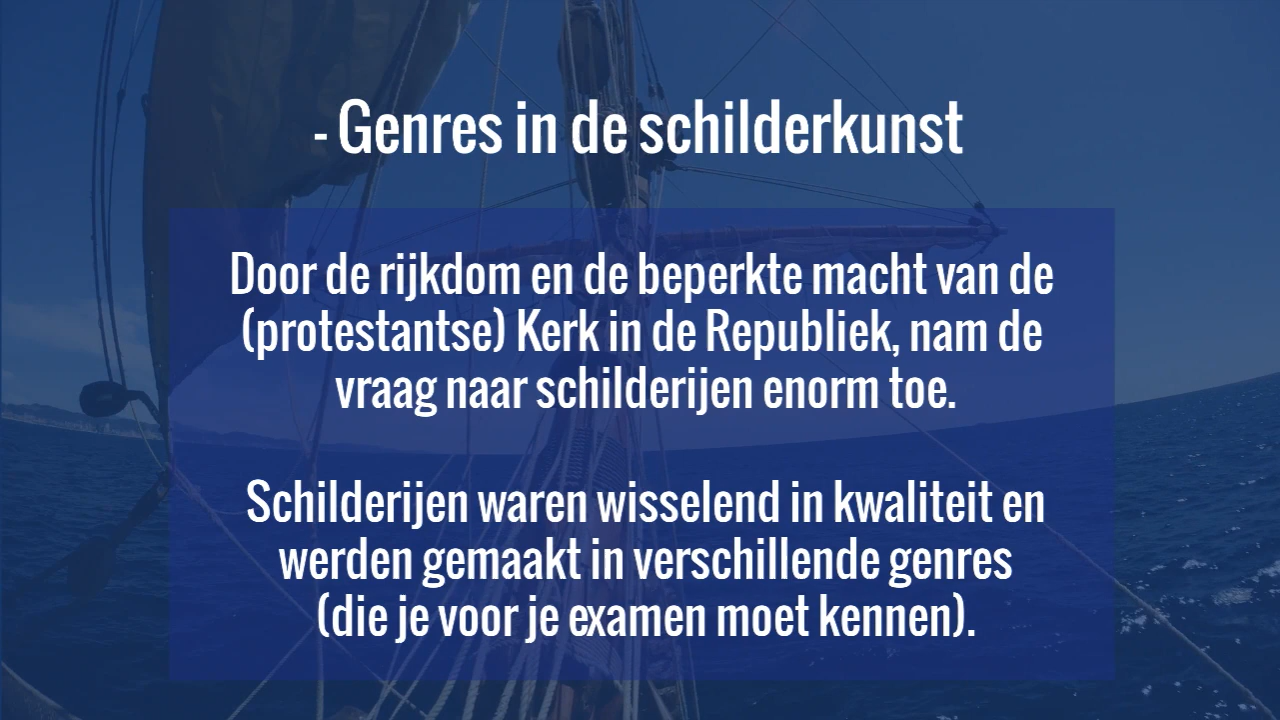 - Genres in de schilderkunst
Door de rijkdom en de beperkte macht van de
(protestantse) Kerk in de Republiek, nam de
vraag naar schilderijen enorm toe.
Schilderijen waren wisselend in kwaliteit en
werden gemaakt in verschillende genres
(die je voor je examen moet kennen).